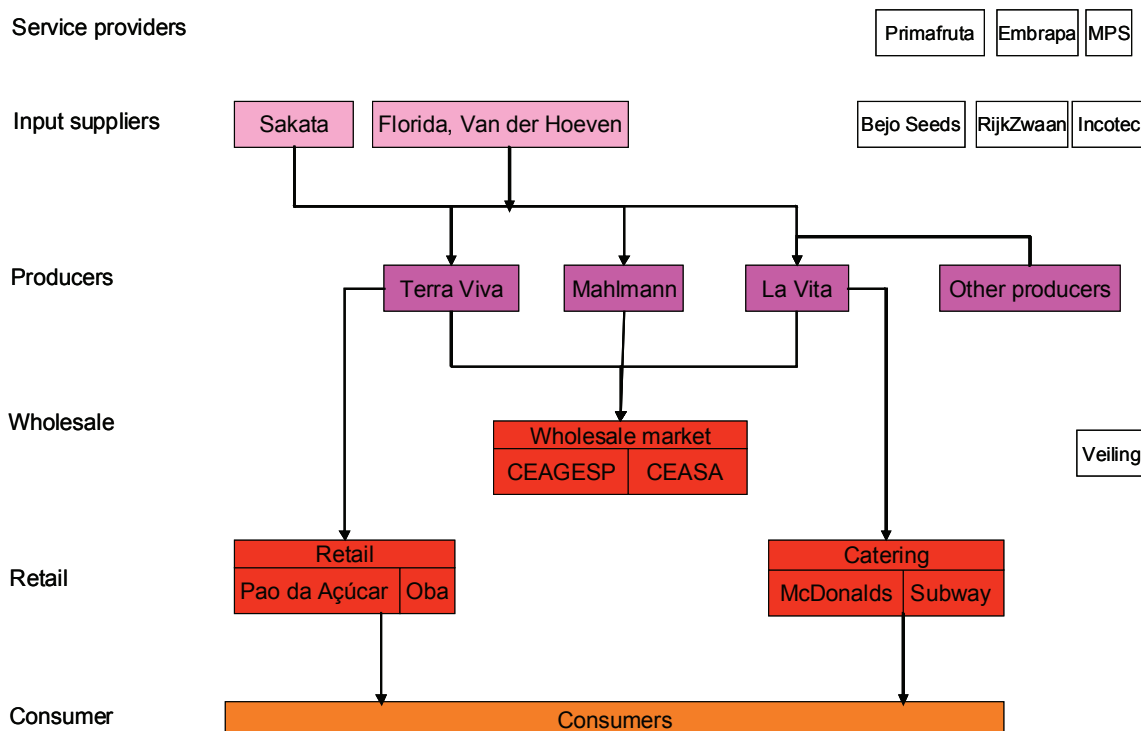 Service providers
Primafruta
Embrapa
MPS
Input suppliers
Sakata
Florida, Van der Hoeven
Bejo Seeds
RijkZwaan
Incotec
Producers
Terra Viva
Mahlmann
La Vita
Other producers
Wholesale
Wholesale market
CEAGESP
CEASA
Veiling
Retail
Retail
Pao da Açúcar
Oba
Catering
McDonalds
Subway
Consumer
Consumers